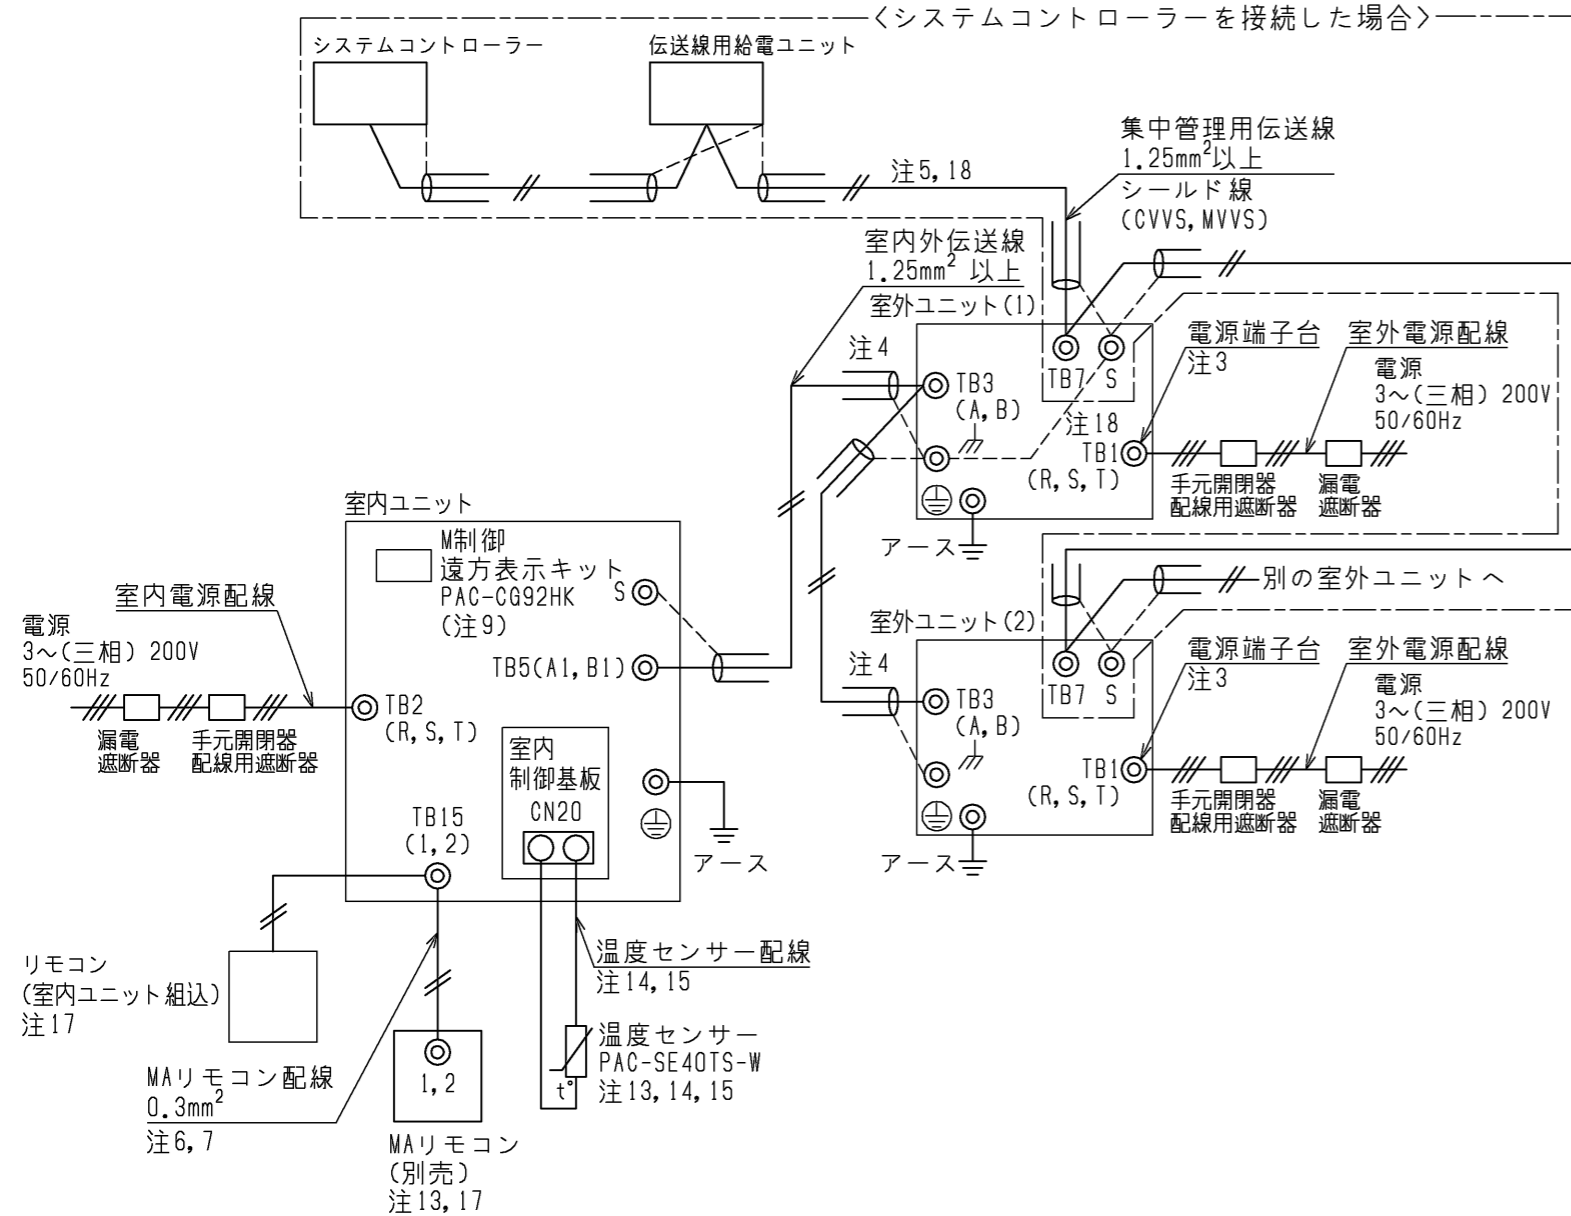 〈システムコントローラーを接続した場合〉
システムコントローラー
伝送線用給電ユニット
注5,18
集中管理用伝送線
1.25mm²以上
シールド線
(CVVS,MVVS)
室内外伝送線
1.25mm² 以上
室外ユニット(1)
注4
TB3
(A,B)
TB7 S
注18
TB1
(R,S,T)
アース
電源端子台
注3
室外電源配線
電源
3～(三相) 200V
50/60Hz
手元開閉器
配線用遮断器
漏電
遮断器
室内ユニット
M制御
遠方表示キット
PAC-CG92HK
(注9)
S
TB5(A1,B1)
室内電源配線
電源
3～(三相) 200V
50/60Hz
漏電
遮断器
手元開閉器
配線用遮断器
TB2
(R,S,T)
室内
制御基板
CN20
TB15
(1,2)
アース
別の室外ユニットへ
室外ユニット(2)
注4
TB3
(A,B)
TB7 S
TB1
(R,S,T)
アース
電源端子台
注3
室外電源配線
電源
3～(三相) 200V
50/60Hz
手元開閉器
配線用遮断器
漏電
遮断器
リモコン
(室内ユニット組込)
注17
MAリモコン配線
0.3mm²
注6,7
1,2
MAリモコン
(別売)
注13,17
温度センサー配線
注14,15
温度センサー
PAC-SE40TS-W
注13,14,15
t°